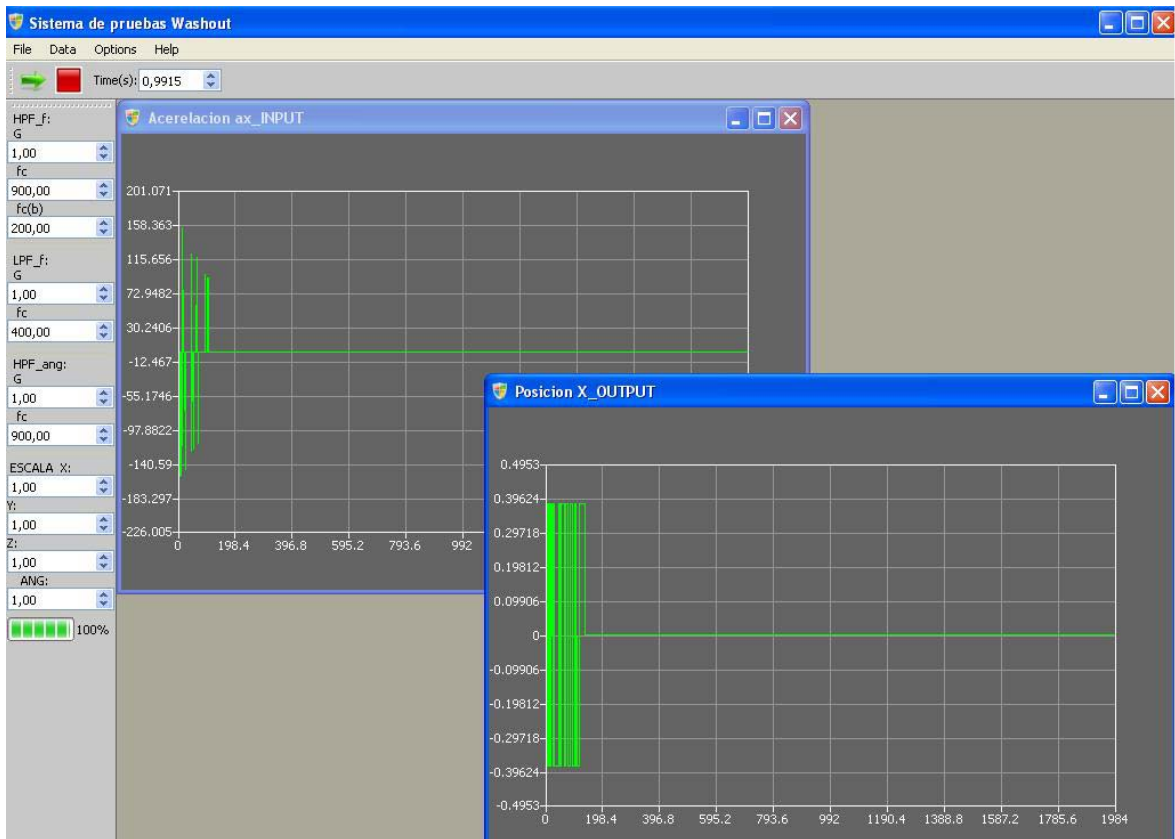 Sistema de pruebas Washout
File Data Options Help
Time(s): 0,9915
HPF_f:
G
1,00
fc
900,00
fc(b)
200,00
LPF_f:
G
1,00
fc
400,00
HPF_ang:
G
1,00
fc
900,00
ESCALA X:
1,00
Y:
1,00
Z:
1,00
ANG:
1,00
100%
Acerelacion ax_INPUT
201.071
158.363
115.656
72.9482
30.2406
-12.467
-55.1746
-97.8822
-140.59
-183.297
-226.005
0 198.4 396.8 595.2 793.6 992
Posicion X_OUTPUT
0.4953
0.39624
0.29718
0.19812
0.09906
0
-0.09906
-0.19812
-0.29718
-0.39624
-0.4953
0 198.4 396.8 595.2 793.6 992 1190.4 1388.8 1587.2 1785.6 1984